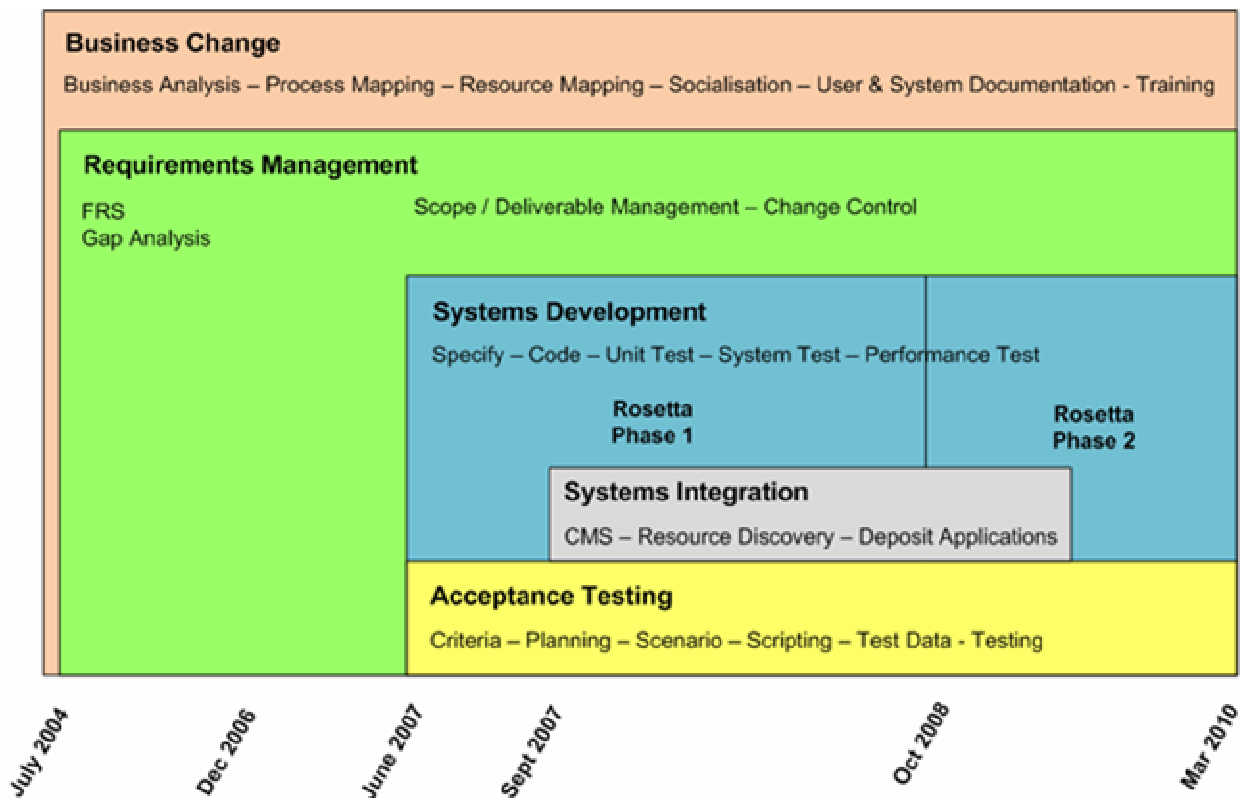 Business Change
Business Analysis – Process Mapping – Resource Mapping – Socialisation – User & System Documentation - Training
Requirements Management
FRS
Gap Analysis
Scope / Deliverable Management – Change Control
Systems Development
Specify – Code – Unit Test – System Test – Performance Test
Rosetta
Phase 1
Rosetta
Phase 2
Systems Integration
CMS – Resource Discovery – Deposit Applications
Acceptance Testing
Criteria – Planning – Scenario – Scripting – Test Data - Testing
July 2004
Dec 2006
June 2007
Sept 2007
Oct 2008
Mar 2010